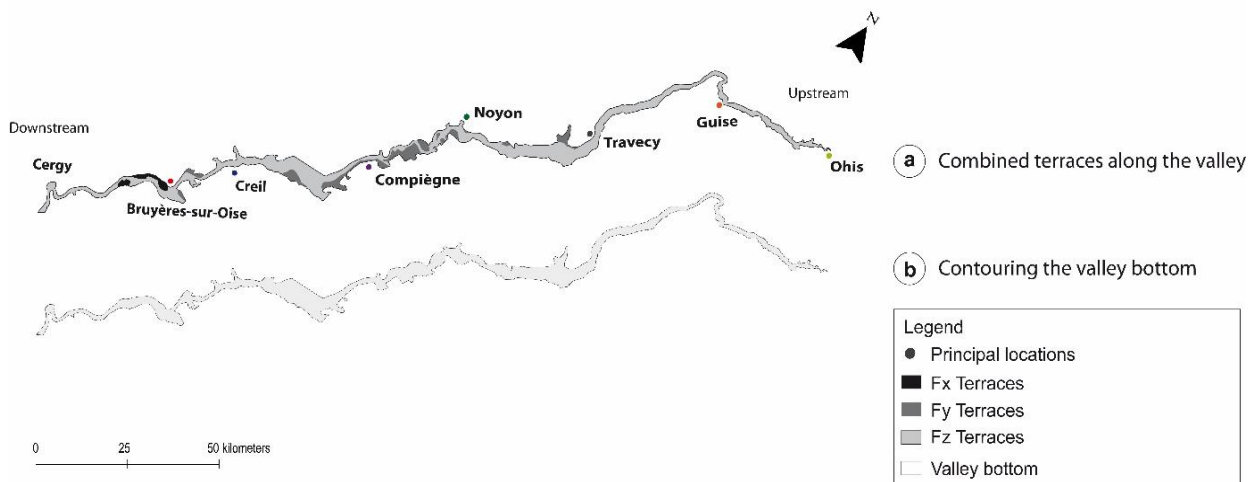 N
Noyon
Upstream
Guise
Downstream
Travecy
Cergy
Ohis
Creil
Compiègne
Bruyères-sur-Oise
a Combined terraces along the valley
b Contouring the valley bottom
Legend
Principal locations
Fx Terraces
Fy Terraces
Fz Terraces
Valley bottom
0 25 50 kilometers